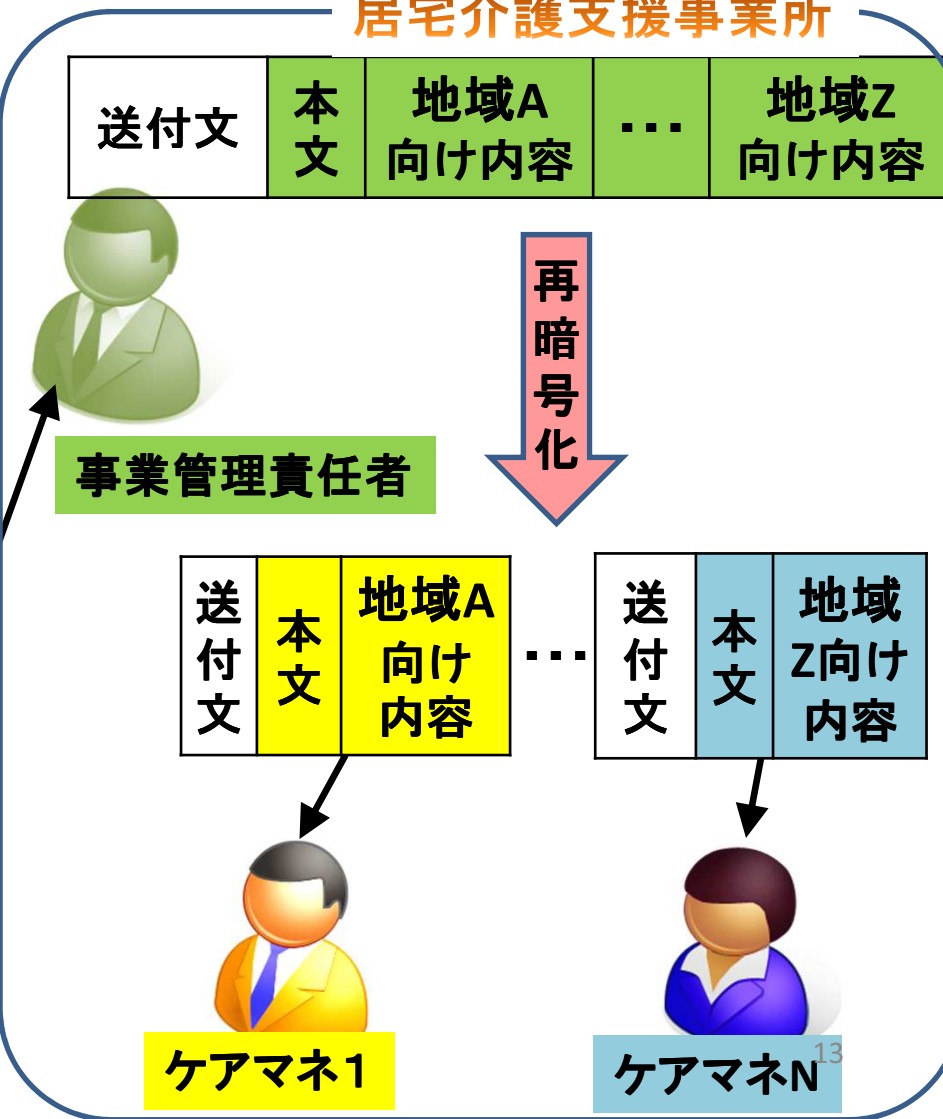 居宅介護支援事業所
送付文
本文
地域A
向け内容
･･･
地域Z
向け内容
再暗号化
事業管理責任者
送付文
本文
地域A
向け
内容
･･･
送付文
本文
地域
Z向け
内容
ケアマネ１
ケアマネN
13